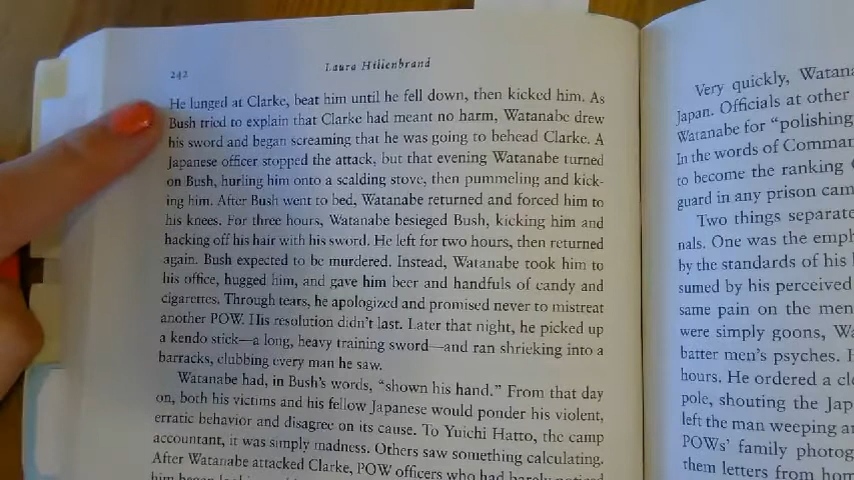 242
Laura Hillenbrand
He lunged at Clarke, beat him until he fell down, then kicked him. As
Bush tried to explain that Clarke had meant no harm, Watanabe drew
his sword and began screaming that he was going to behead Clarke. A
Japanese officer stopped the attack, but that evening Watanabe turned
on Bush, hurling him onto a scalding stove, then pummeling and kick-
ing him. After Bush went to bed, Watanabe returned and forced him to
his knees. For three hours, Watanabe besieged Bush, kicking him and
hacking off his hair with his sword. He left for two hours, then returned
again. Bush expected to be murdered. Instead, Watanabe took him to
his office, hugged him, and gave him beer and handfuls of candy and
cigarettes. Through tears, he apologized and promised never to mistreat
another POW. His resolution didn't last. Later that night, he picked up
a kendo stick—a long, heavy training sword—and ran shrieking into a
barracks, clubbing every man he saw.
Watanabe had, in Bush's words, "shown his hand." From that day
on, both his victims and his fellow Japanese would ponder his violent,
erratic behavior and disagree on its cause. To Yuichi Hatto, the camp
accountant, it was simply madness. Others saw something calculating.
After Watanabe attacked Clarke, POW officers who had barely noticed
him began
Very quickly, Watana
Japan. Officials at other
Watanabe for "polishing
In the words of Comman
to become the ranking
guard in any prison cam
Two things separate
nals. One was the emph
by the standards of his
sumed by his perceived
same pain on the men
were simply goons, Wa
batter men's psyches.
hours. He ordered a cl
pole, shouting the Jap
left the man weeping a
POWs' family photog
them letters from hom